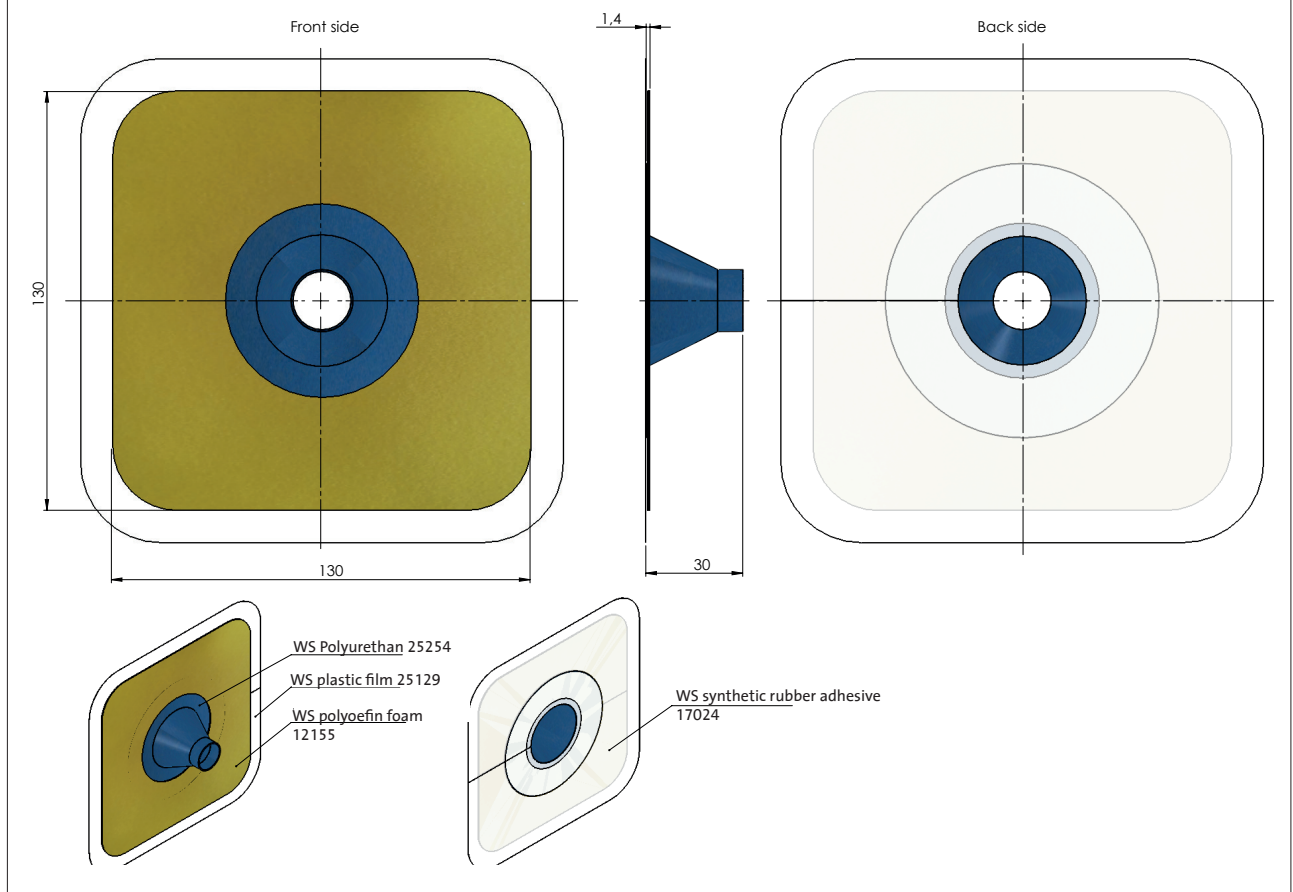 Front side
1,4
Back side
130
130
30
WS Polyurethan 25254
WS plastic film 25129
WS polyoefin foam
12155
WS synthetic rubber adhesive
17024